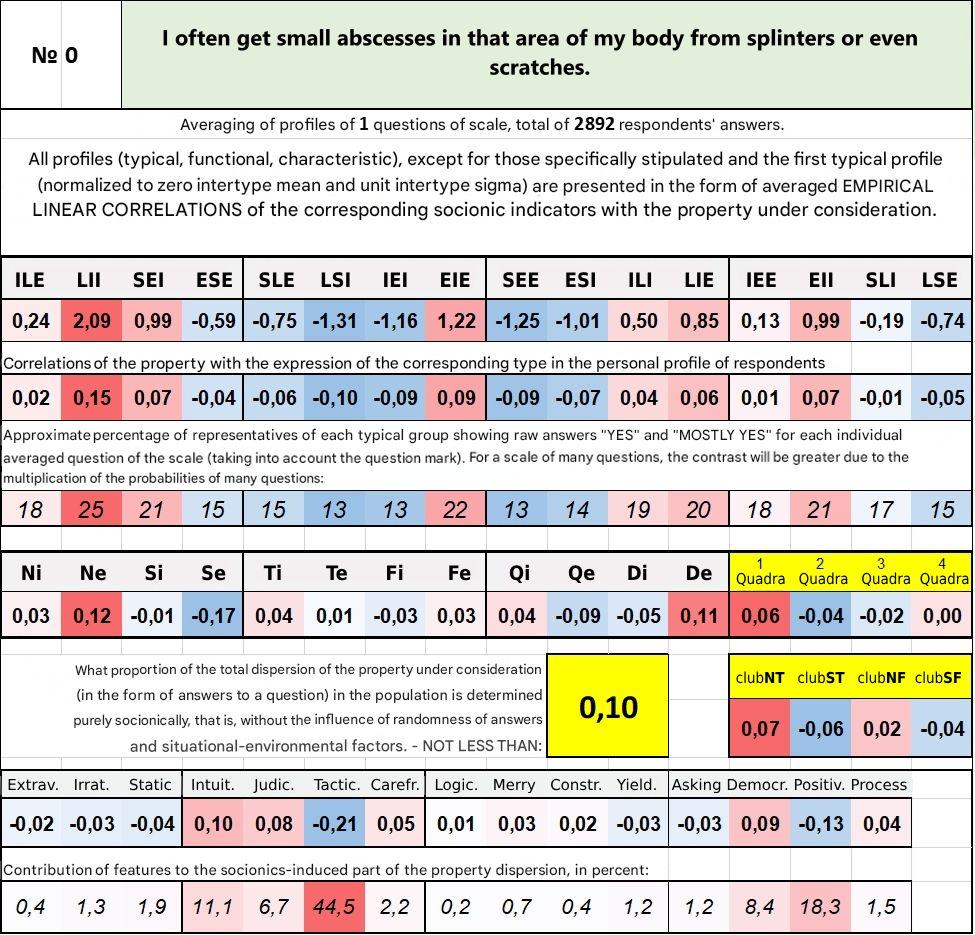 № 0
I often get small abscesses in that area of my body from splinters or even
scratches.
Averaging of profiles of 1 questions of scale, total of 2892 respondents' answers.
All profiles (typical, functional, characteristic), except for those specifically stipulated and the first typical profile
(normalized to zero intertype mean and unit intertype sigma) are presented in the form of averaged EMPIRICAL
LINEAR CORRELATIONS of the corresponding socionic indicators with the property under consideration.
ILE LII SEI ESE SLE LSI IEI EIE SEE ESI ILI LIE IEE EII SLI LSE
0,24 2,09 0,99 -0,59 -0,75 -1,31 -1,16 1,22 -1,25 -1,01 0,50 0,85 0,13 0,99 -0,19 -0,74
Correlations of the property with the expression of the corresponding type in the personal profile of respondents
0,02 0,15 0,07 -0,04 -0,06 -0,10 -0,09 0,09 -0,09 -0,07 0,04 0,06 0,01 0,07 -0,01 -0,05
Approximate percentage of representatives of each typical group showing raw answers "YES" and "MOSTLY YES" for each individual
averaged question of the scale (taking into account the question mark). For a scale of many questions, the contrast will be greater due to the
multiplication of the probabilities of many questions:
18 25 21 15 15 13 13 22 13 14 19 20 18 21 17 15
Ni Ne Si Se Ti Te Fi Fe Qi Qe Di De 1 Quadra 2 Quadra 3 Quadra 4 Quadra
0,03 0,12 -0,01 -0,17 0,04 0,01 -0,03 0,03 0,04 -0,09 -0,05 0,11 0,06 -0,04 -0,02 0,00
What proportion of the total dispersion of the property under consideration
(in the form of answers to a question) in the population is determined
purely socionically, that is, without the influence of randomness of answers
and situational-environmental factors. - NOT LESS THAN:
0,10
clubNT clubST clubNF clubSF
0,07 -0,06 0,02 -0,04
Extrav. Irrat. Static Intuit. Judic. Tactic. Carefr. Logic. Merry Constr. Yield. Asking Democr. Positiv. Process
-0,02 -0,03 -0,04 0,10 0,08 -0,21 0,05 0,01 0,03 0,02 -0,03 -0,03 0,09 -0,13 0,04
Contribution of features to the socionics-induced part of the property dispersion, in percent:
0,4 1,3 1,9 11,1 6,7 44,5 2,2 0,2 0,7 0,4 1,2 1,2 8,4 18,3 1,5